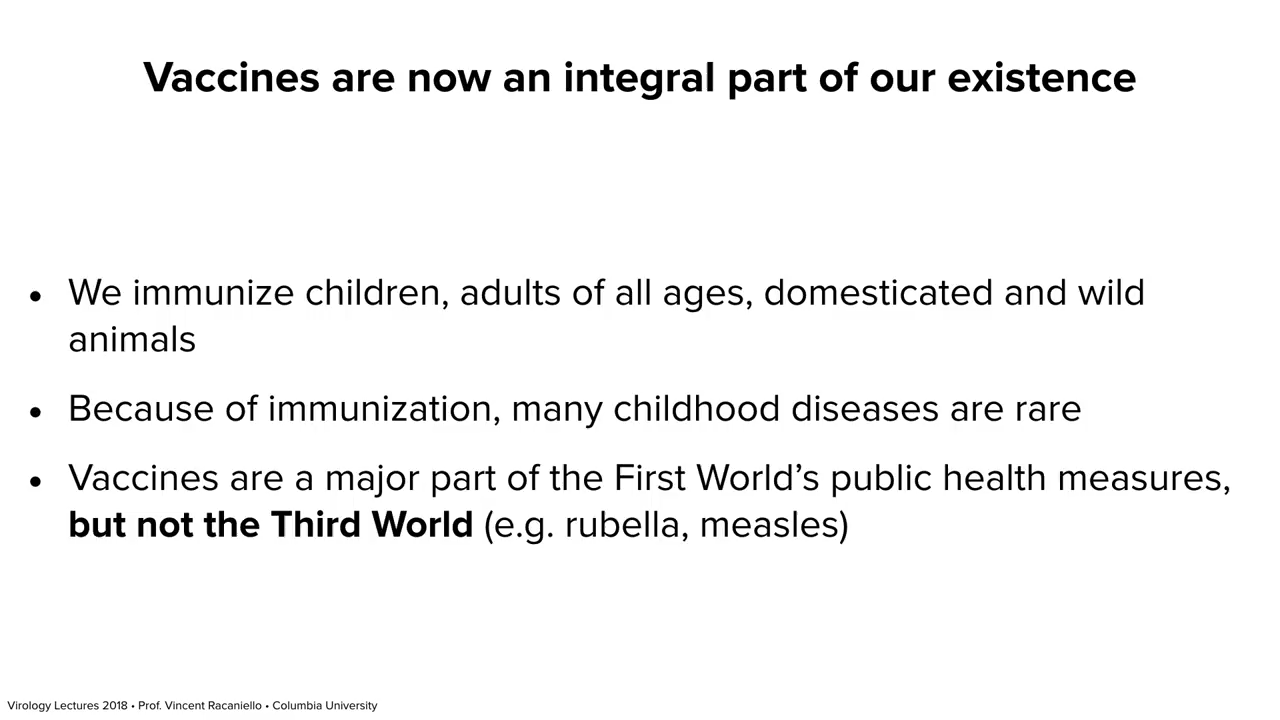 Vaccines are now an integral part of our existence
• We immunize children, adults of all ages, domesticated and wild
animals
• Because of immunization, many childhood diseases are rare
• Vaccines are a major part of the First World’s public health measures,
but not the Third World (e.g. rubella, measles)
Virology Lectures 2018 • Prof. Vincent Racaniello • Columbia University